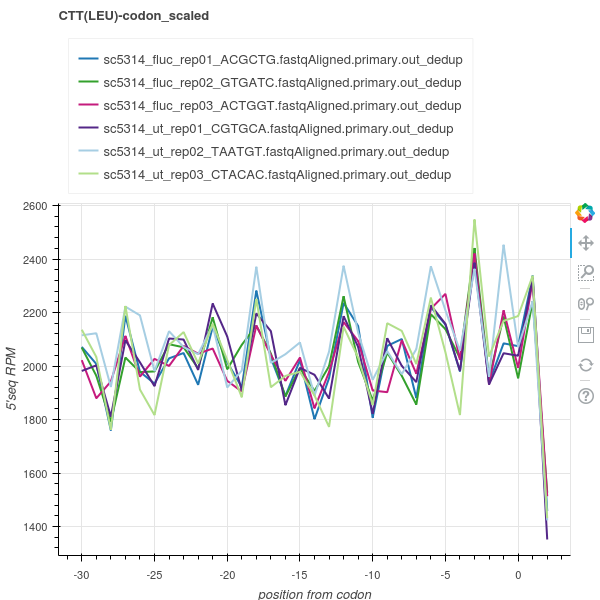 CTT(LEU)-codon_scaled
sc5314_fluc_rep01_ACGCTG.fastqAligned.primary.out_dedup
sc5314_fluc_rep02_GTGATC.fastqAligned.primary.out_dedup
sc5314_fluc_rep03_ACTGGT.fastqAligned.primary.out_dedup
sc5314_ut_rep01_CGTGCA.fastqAligned.primary.out_dedup
sc5314_ut_rep02_TAATGT.fastqAligned.primary.out_dedup
sc5314_ut_rep03_CTACAC.fastqAligned.primary.out_dedup
2600
2400
2200
2000
1800
1600
1400
5'seq RPM
-30 -25 -20 -15 -10 -5 0
position from codon